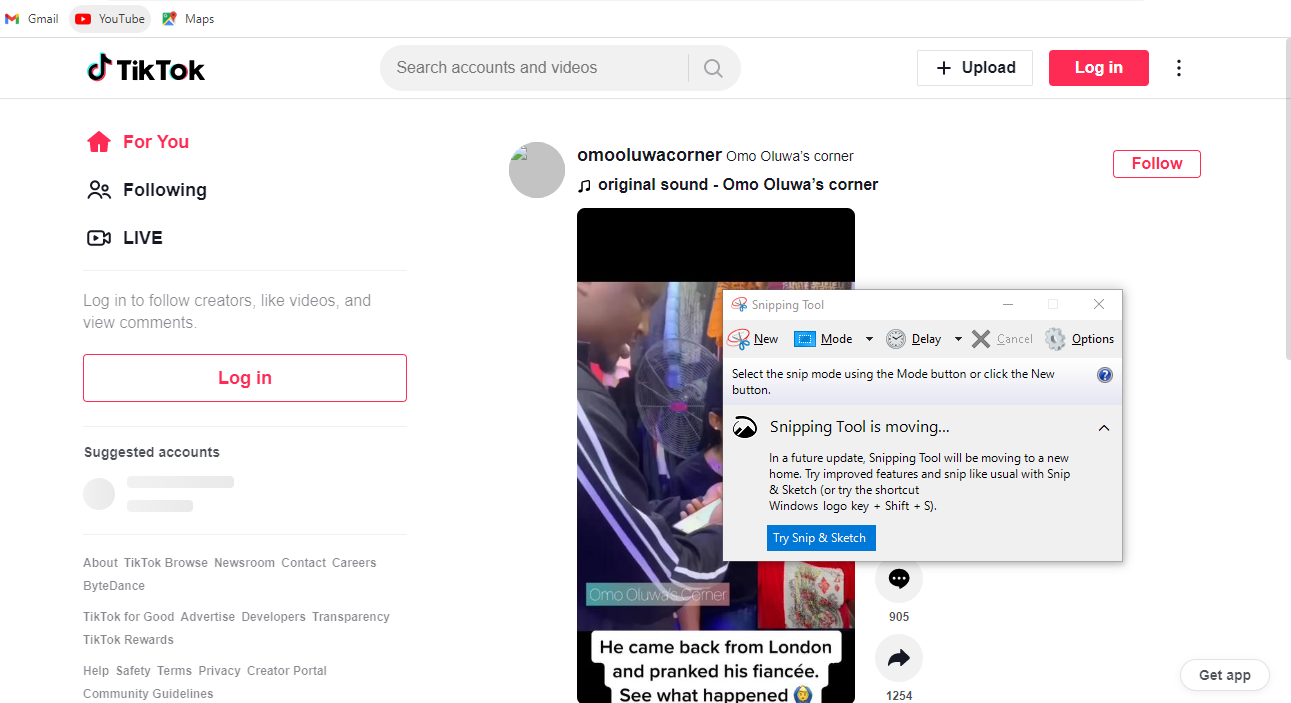 Gmail
YouTube
Maps
TikTok
Search accounts and videos
Upload
Log in
For You
Following
LIVE
Log in to follow creators, like videos, and
view comments.
Log in
Suggested accounts
About TikTok Browse Newsroom Contact Careers
ByteDance
TikTok for Good Advertise Developers Transparency
TikTok Rewards
Help Safety Terms Privacy Creator Portal
Community Guidelines
omooluwacorner Omo Oluwa’s corner
original sound - Omo Oluwa’s corner
Follow
Snipping Tool
New
Mode
Delay
Cancel
Options
Select the snip mode using the Mode button or click the New
button.
Snipping Tool is moving...
In a future update, Snipping Tool will be moving to a new
home. Try improved features and snip like usual with Snip
& Sketch (or try the shortcut
Windows logo key + Shift + S).
Try Snip & Sketch
Omo Oluwa's Corner
He came back from London
and pranked his fiancée.
See what happened
905
1254
Get app